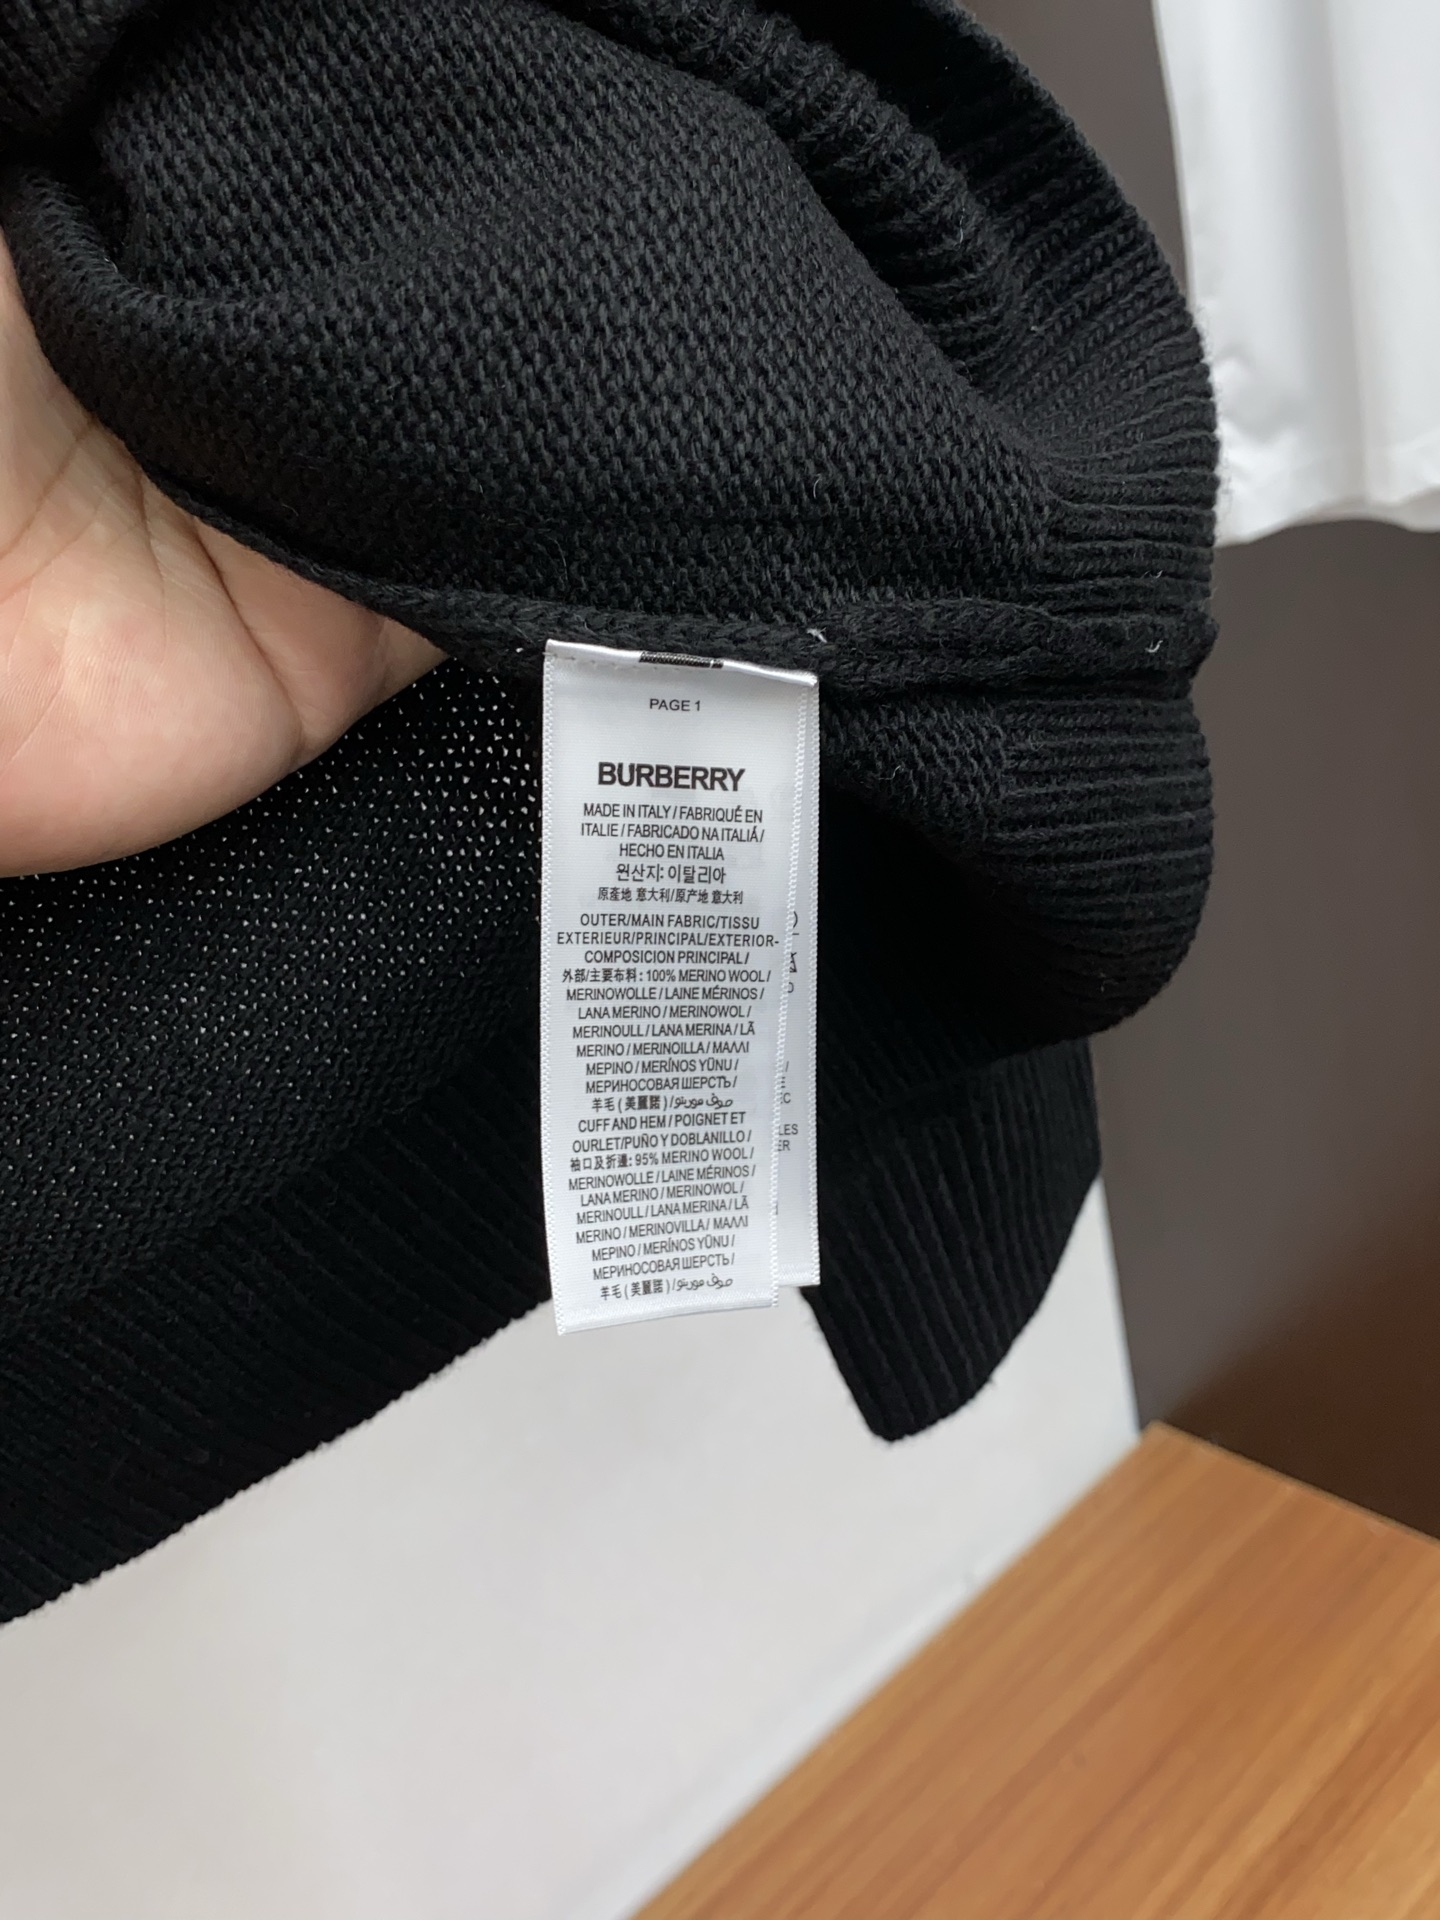 PAGE 1
BURBERRY
MADE IN ITALY / FABRIQUÉ EN
ITALIE / FABRICADO NA ITALIÁ /
HECHO EN ITALIA
원산지: 이탈리아
原產地 意大利/原产地 意大利
OUTER/MAIN FABRIC/TISSU
EXTERIEUR/PRINCIPAL/EXTERIOR-
COMPOSICION PRINCIPAL /
外部/主要布料 : 100% MERINO WOOL /
MERINOWOLLE / LAINE MÉRINOS /
LANA MERINO / MERINOWOL /
MERINOULL / LANA MERINA / LÃ
MERINO / MERINOILLA / ΜΑΛΛΙ
ΜΕΡΙΝΟ / MERİNOS YÜNU /
МЕРИНОСОВАЯ ШЕРСТЬ /
羊毛 ( 美麗諾 ) / صوف مورينو
CUFF AND HEM / POIGNET ET
OURLET/PUÑO Y DOBLANILLO /
袖口及折邊: 95% MERINO WOOL /
MERINOWOLLE / LAINE MÉRINOS /
LANA MERINO / MERINOWOL /
MERINOULL / LANA MERINA / LÃ
MERINO / MERINOVILLA / ΜΑΛΛΙ
ΜΕΡΙΝΟ / MERİNOS YÜNU /
МЕРИНОСОВАЯ ШЕРСТЬ /
羊毛 ( 美麗諾 ) / صوف مورينو